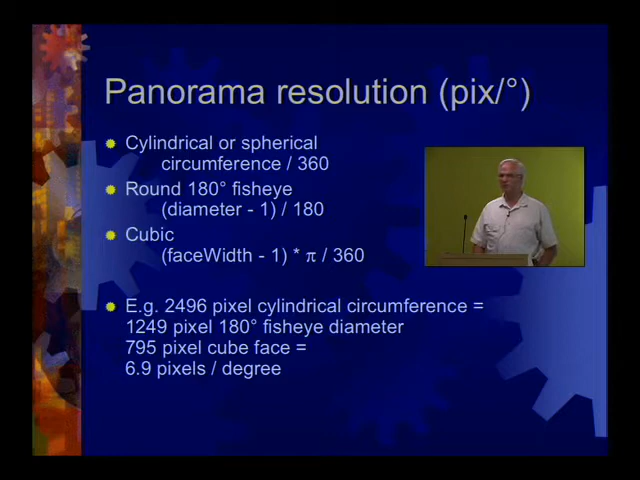 Panorama resolution (pix/°)
Cylindrical or spherical
circumference / 360
Round 180° fisheye
(diameter - 1) / 180
Cubic
(faceWidth - 1) * π / 360
E.g. 2496 pixel cylindrical circumference =
1249 pixel 180° fisheye diameter
795 pixel cube face =
6.9 pixels / degree